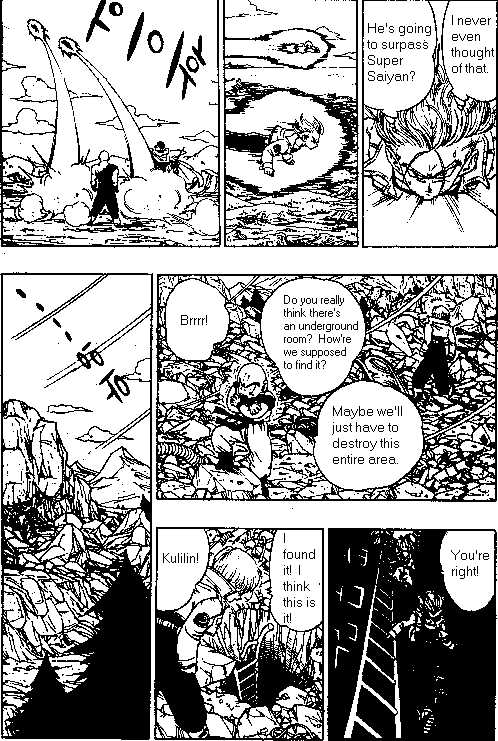 He's going
to surpass
Super
Saiyan?
I never
even
thought
of that.
Brrrr!
Do you really
think there's
an underground
room? How're
we supposed
to find it?
Maybe we'll
just have to
destroy this
entire area.
Kulilin!
I
found
it! I
think
this is
it!
You're
right!